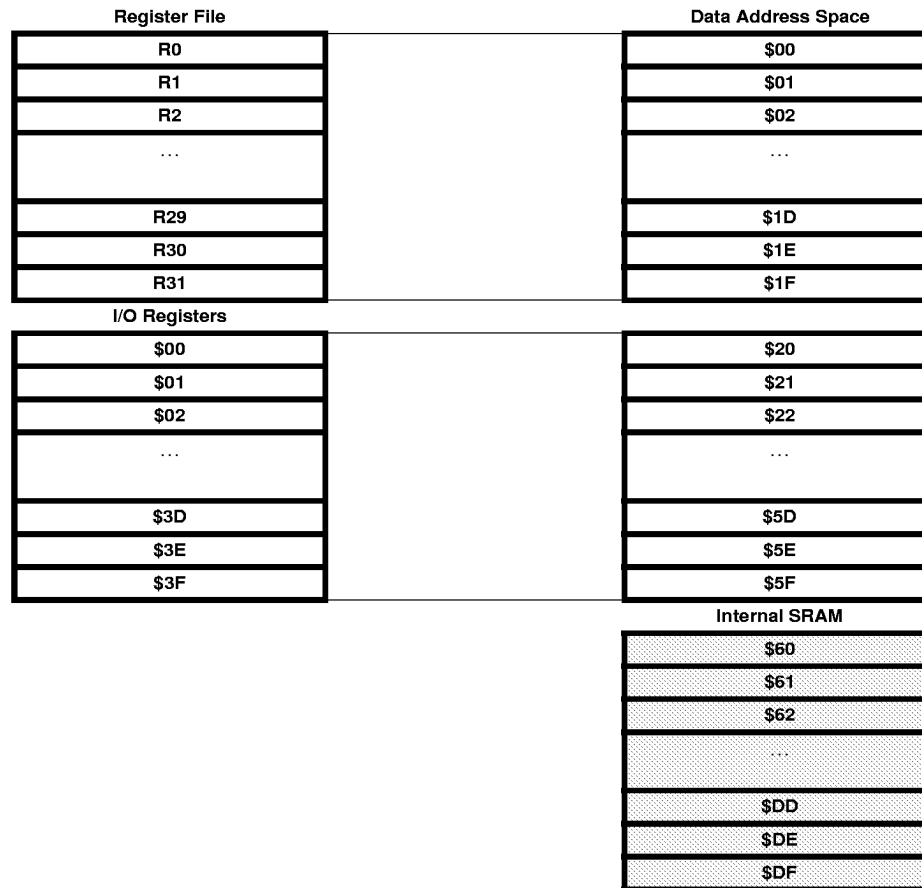 Register File
Data Address Space
R0
$00
R1
$01
R2
$02
...
...
R29
$1D
R30
$1E
R31
$1F
I/O Registers
$00
$20
$01
$21
$02
$22
...
...
$3D
$5D
$3E
$5E
$3F
$5F
Internal SRAM
$60
$61
$62
...
$DD
$DE
$DF